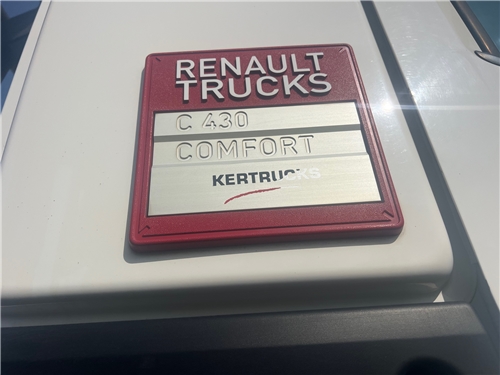 RENAULT
TRUCKS
C 430
COMFORT
KERTRUCKS